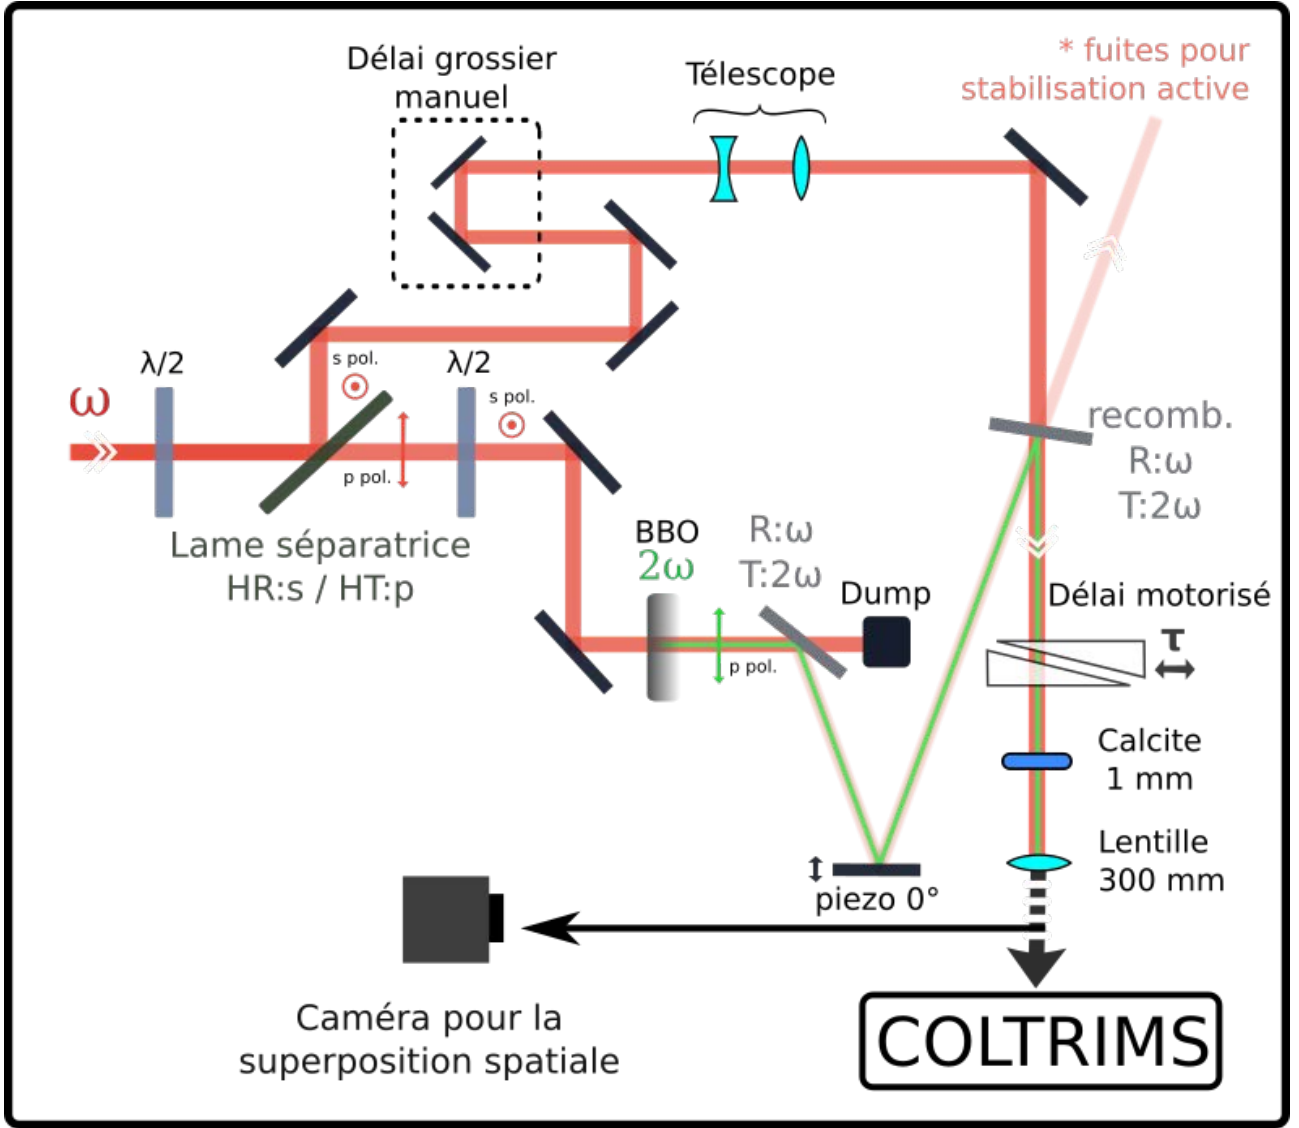 Délai grossier
manuel
Télescope
* fuites pour
stabilisation active
λ/2
s pol.
λ/2
ω
s pol.
p pol.
recomb.
R:ω
T:2ω
Lame séparatrice
HR:s / HT:p
BBO
2ω
R:ω
T:2ω
Dump
p pol.
Délai motorisé
τ
Calcite
1 mm
Lentille
300 mm
piezo 0°
Caméra pour la
superposition spatiale
COLTRIMS